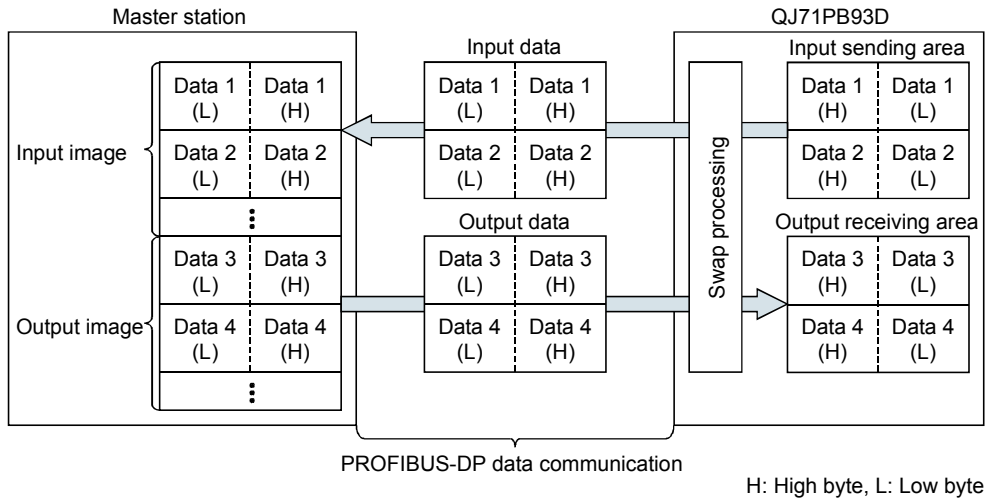 Master station
QJ71PB93D
Input data
Input sending area
Data 1 Data 1 Data 1 Data 1 Data 1 Data 1
(L) (H) (L) (H) (H) (L)
Input image
Data 2 Data 2 Data 2 Data 2 Data 2 Data 2
(L) (H) (L) (H) (H) (L)
Swap processing
Output data
Output receiving area
Data 3 Data 3 Data 3 Data 3 Data 3 Data 3
(L) (H) (L) (H) (H) (L)
Output image
Data 4 Data 4 Data 4 Data 4 Data 4 Data 4
(L) (H) (L) (H) (H) (L)
PROFIBUS-DP data communication
H: High byte, L: Low byte